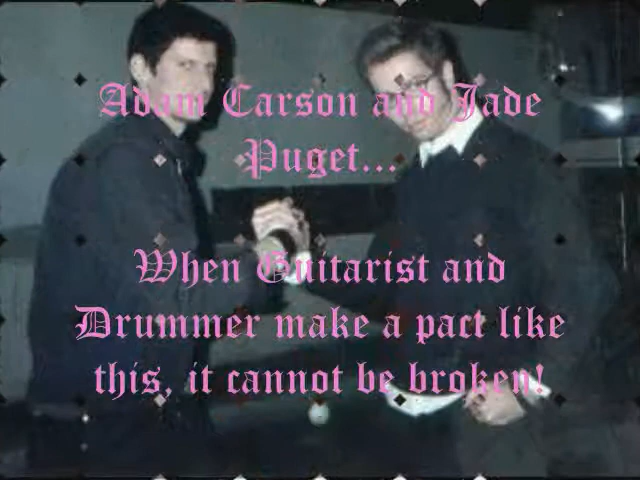 Adam Carson and Jade
Puget...
When Guitarist and
Drummer make a pact like
this, it cannot be broken!